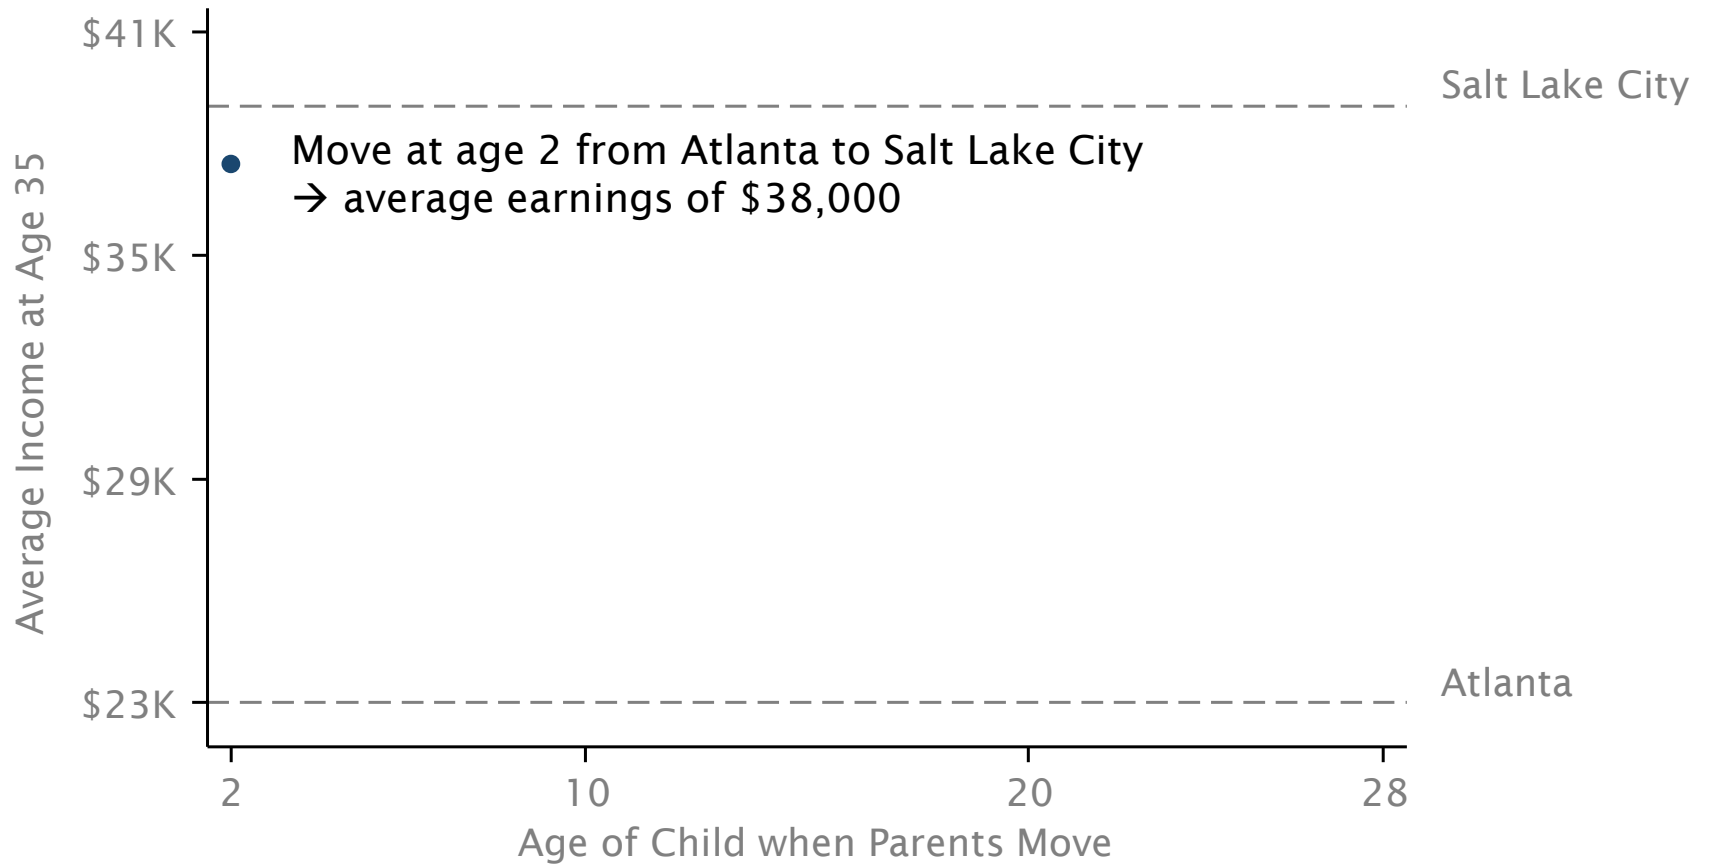 $41K
Salt Lake City
Move at age 2 from Atlanta to Salt Lake City
→ average earnings of $38,000
$35K
Average Income at Age 35
$29K
Atlanta
$23K
2
10
20
28
Age of Child when Parents Move